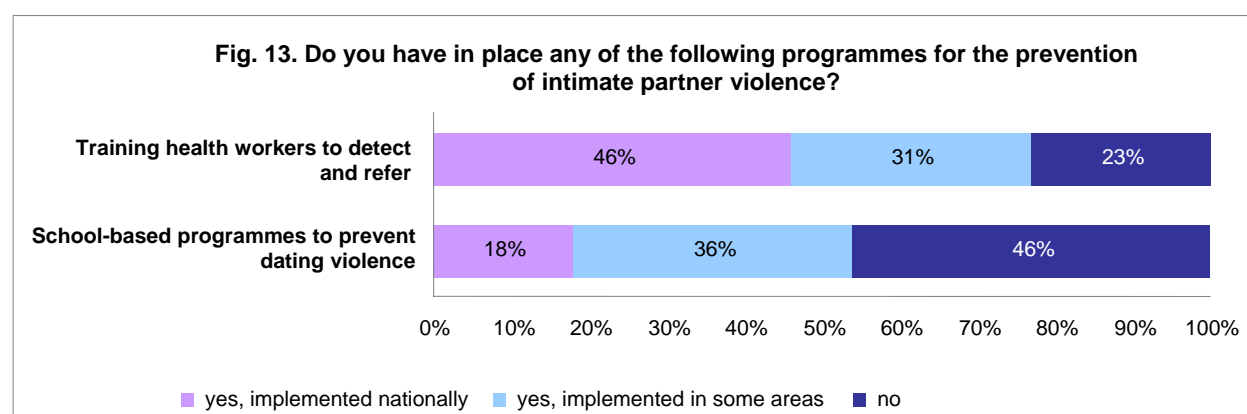 Fig. 13. Do you have in place any of the following programmes for the prevention
of intimate partner violence?
Training health workers to detect
and refer
46% 31% 23%
School-based programmes to prevent
dating violence
18% 36% 46%
0% 10% 20% 30% 40% 50% 60% 70% 80% 90% 100%
yes, implemented nationally yes, implemented in some areas no